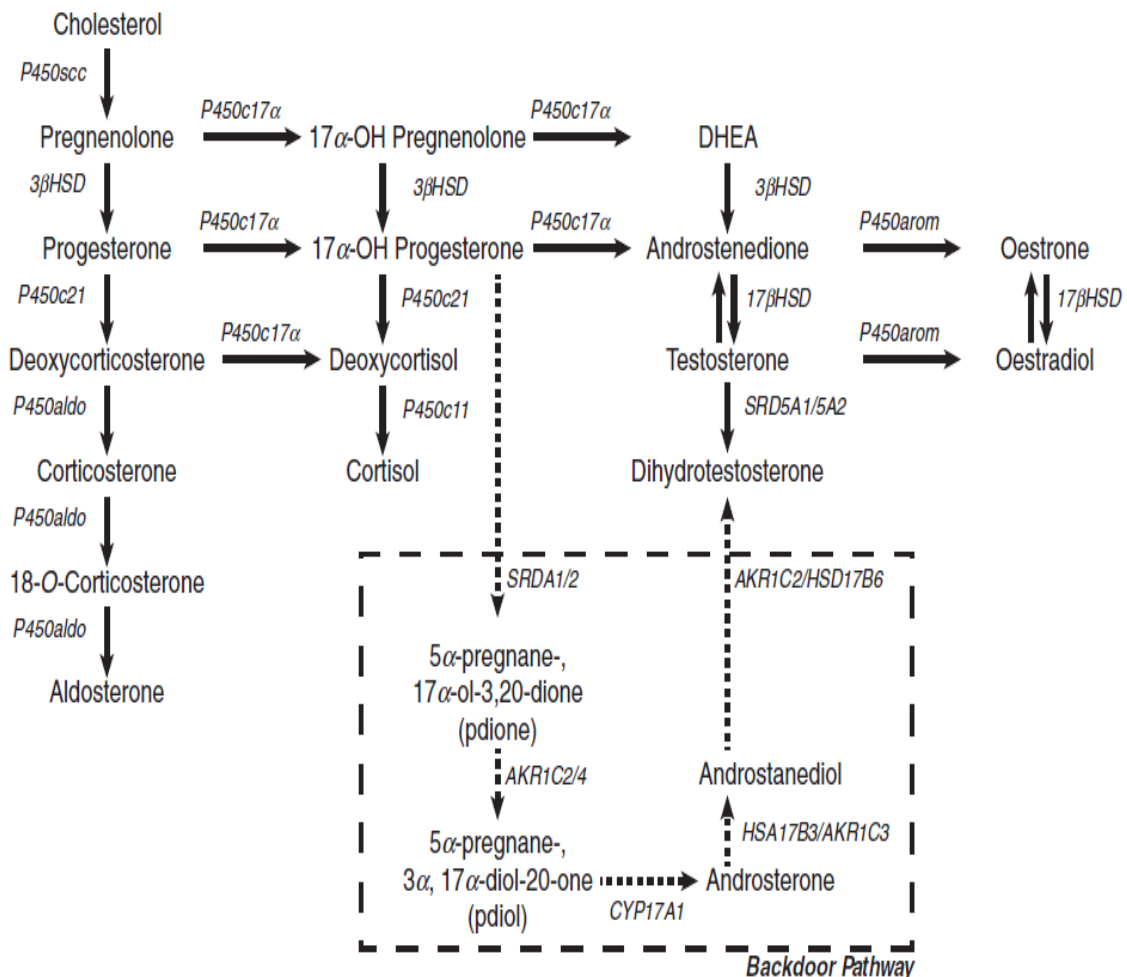 Cholesterol
P450scc
P450c17α P450c17α
Pregnenolone 17α-OH Pregnenolone DHEA
3βHSD 3βHSD 3βHSD
P450c17α P450c17α P450arom
Progesterone 17α-OH Progesterone Androstenedione Oestrone
P450c21 P450c21 17βHSD 17βHSD
P450c17α P450arom
Deoxycorticosterone Deoxycortisol Testosterone Oestradiol
P450aldo P450c11 SRD5A1/5A2
Corticosterone Cortisol Dihydrotestosterone
P450aldo
18-O-Corticosterone SRDA1/2 AKR1C2/HSD17B6
P450aldo
Aldosterone
5α-pregnane-,
17α-ol-3,20-dione
(pdione)
AKR1C2/4 Androstanediol
HSA17B3/AKR1C3
5α-pregnane-,
3α, 17α-diol-20-one Androsterone
(pdiol) CYP17A1
Backdoor Pathway